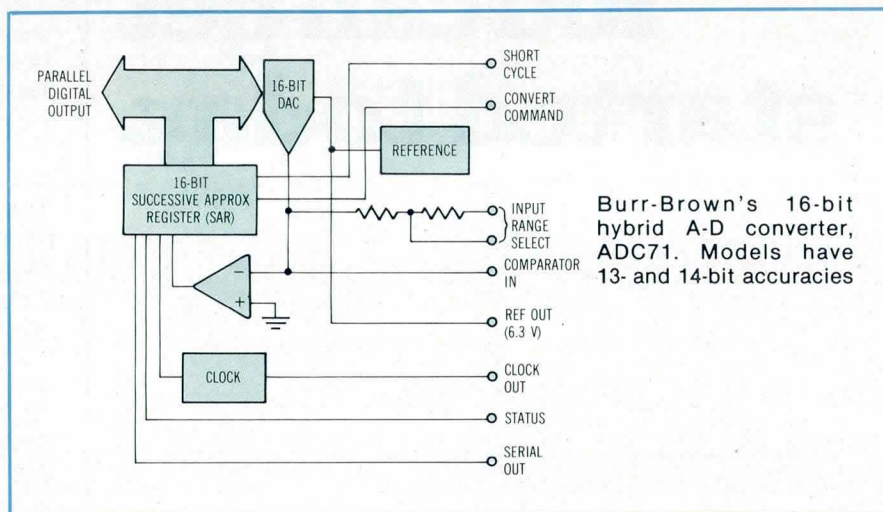 PARALLEL
DIGITAL
OUTPUT
16-BIT
DAC
SHORT
CYCLE
CONVERT
COMMAND
REFERENCE
16-BIT
SUCCESSIVE APPROX
REGISTER (SAR)
INPUT
RANGE
SELECT
COMPARATOR
IN
−
+
REF OUT
(6.3 V)
CLOCK
CLOCK
OUT
STATUS
SERIAL
OUT
Burr-Brown's 16-bit
hybrid A-D converter,
ADC71. Models have
13- and 14-bit accuracies